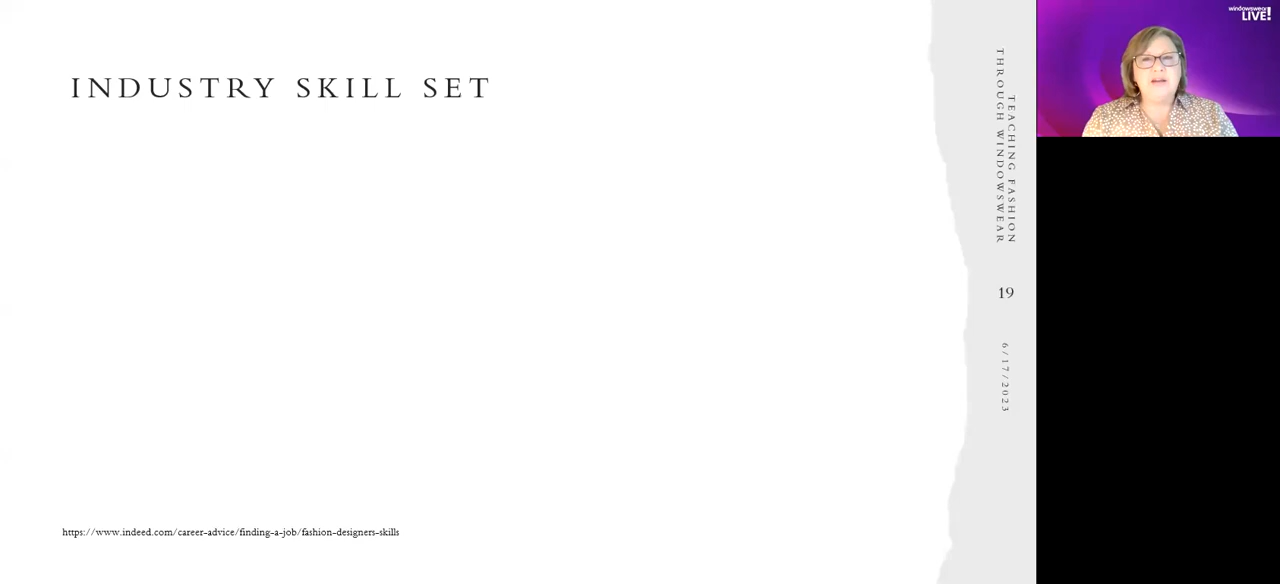 INDUSTRY SKILL SET
https://www.indeed.com/career-advice/finding-a-job/fashion-designers-skills
TEACHING FASHION
THROUGH WINDOWSWEAR
19
6/17/2023
windowswear
LIVE!